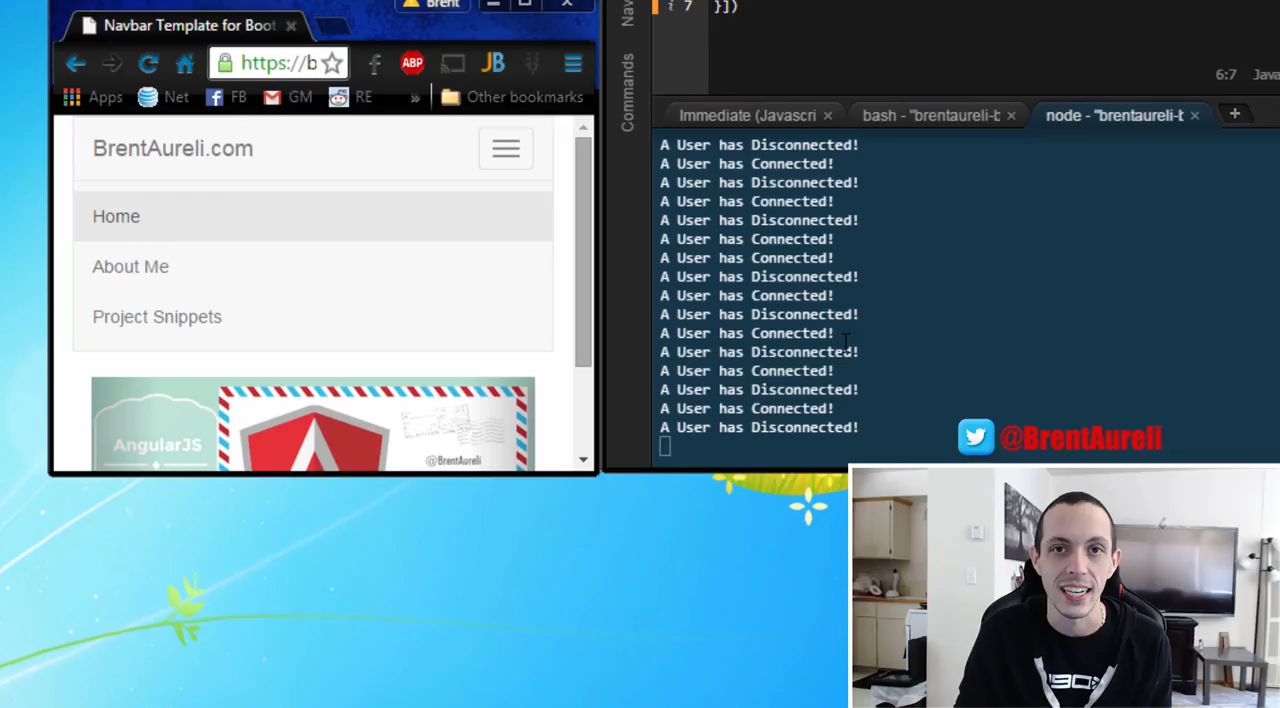 Brent
Navbar Template for Boot
https://b
ABP
JB
Apps
Net
FB
GM
RE
»
Other bookmarks
BrentAureli.com
Home
About Me
Project Snippets
AngularJS
@BrentAureli
Nav
Commands
i 7 }])
6:7 Java
Immediate (Javascri
bash - "brentaureli-b
node - "brentaureli-b
A User has Disconnected!
A User has Connected!
A User has Disconnected!
A User has Connected!
A User has Disconnected!
A User has Connected!
A User has Connected!
A User has Disconnected!
A User has Connected!
A User has Disconnected!
A User has Connected!
A User has Disconnected!
A User has Connected!
A User has Disconnected!
A User has Connected!
A User has Disconnected!
@BrentAureli